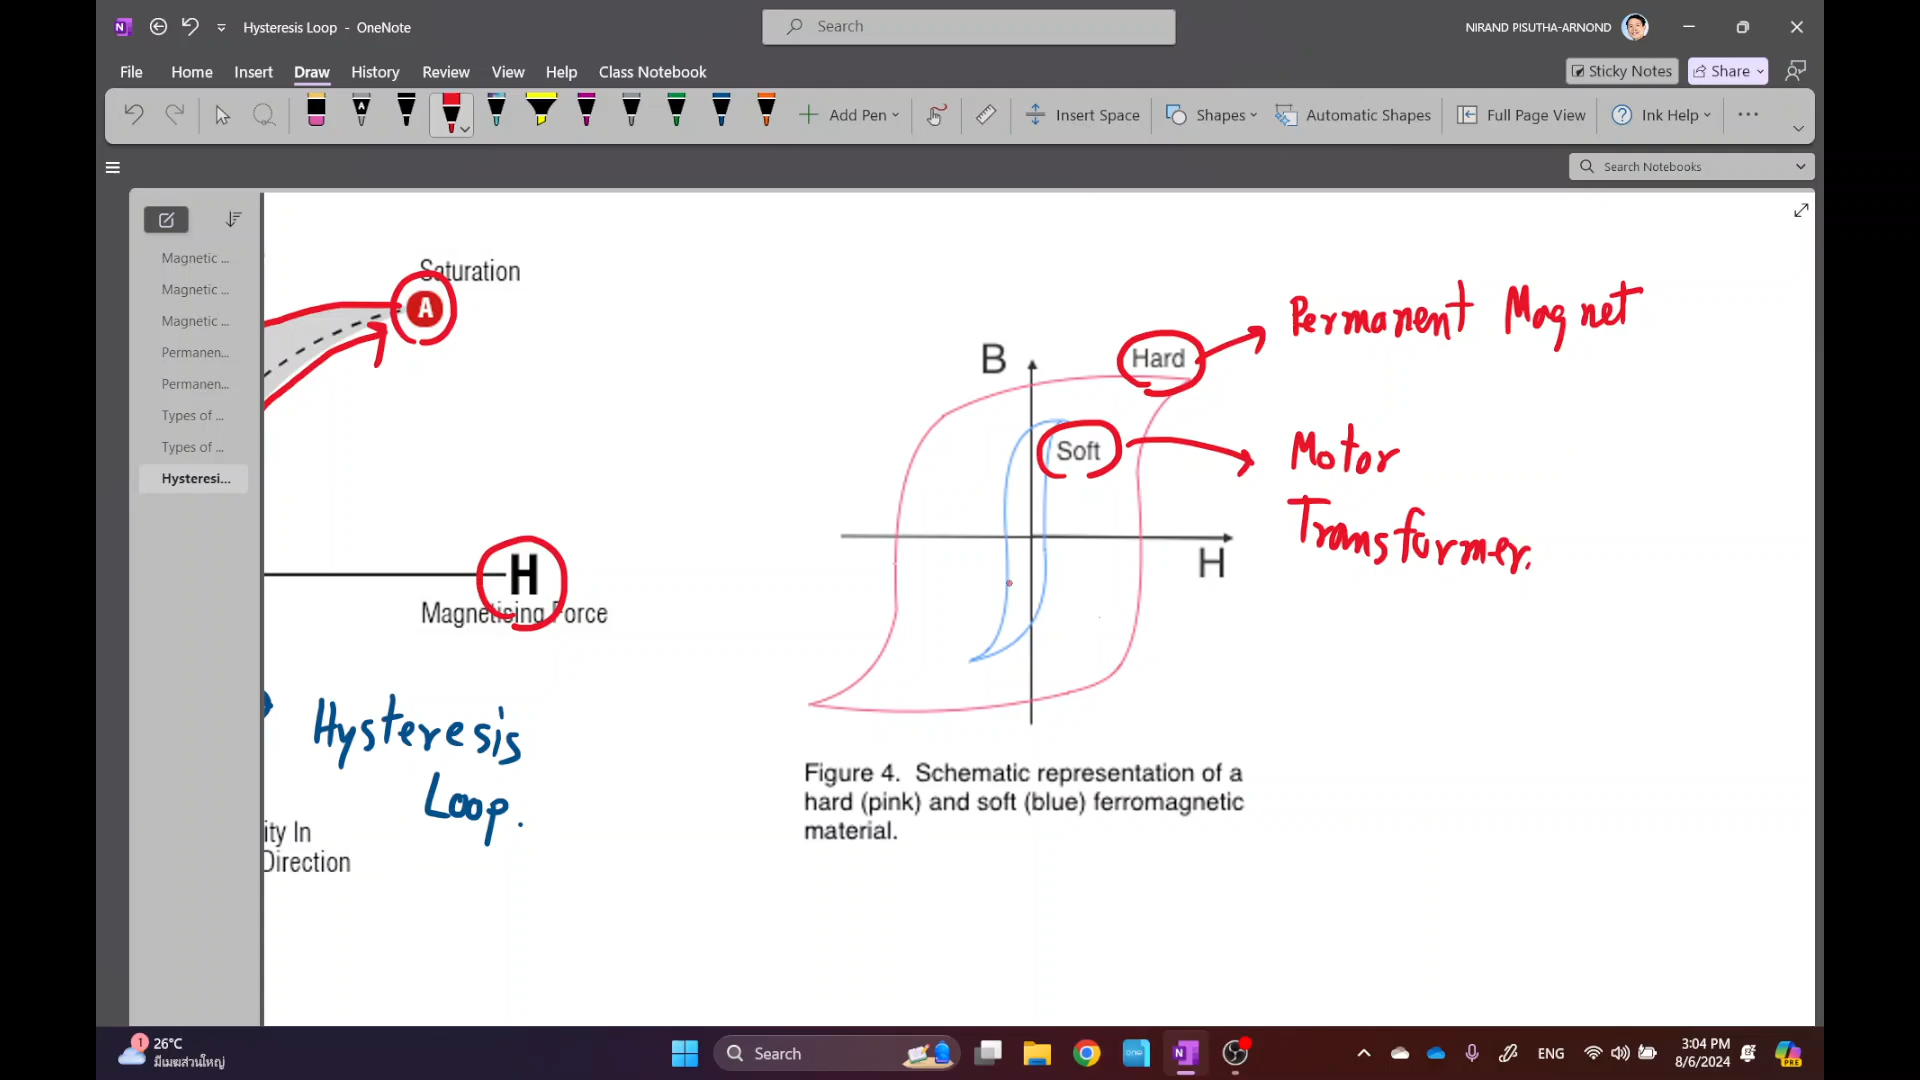 Hysteresis Loop - OneNote
Search
NIRAND PISUTHA-ARNOND
File Home Insert Draw History Review View Help Class Notebook
Sticky Notes Share
Add Pen Insert Space Shapes Automatic Shapes Full Page View Ink Help
Search Notebooks
Magnetic ...
Magnetic ...
Magnetic ...
Permanen...
Permanen...
Types of ...
Types of ...
Hysteresi...
Saturation
A
H
Magnetising Force
Hysteresis
Loop.
ity In
Direction
B
Hard
Soft
H
Permanent Magnet
Motor
Transformer.
Figure 4. Schematic representation of a
hard (pink) and soft (blue) ferromagnetic
material.
1
26°C
มีเมฆส่วนใหญ่
Search
one
ENG
3:04 PM
8/6/2024
PRE